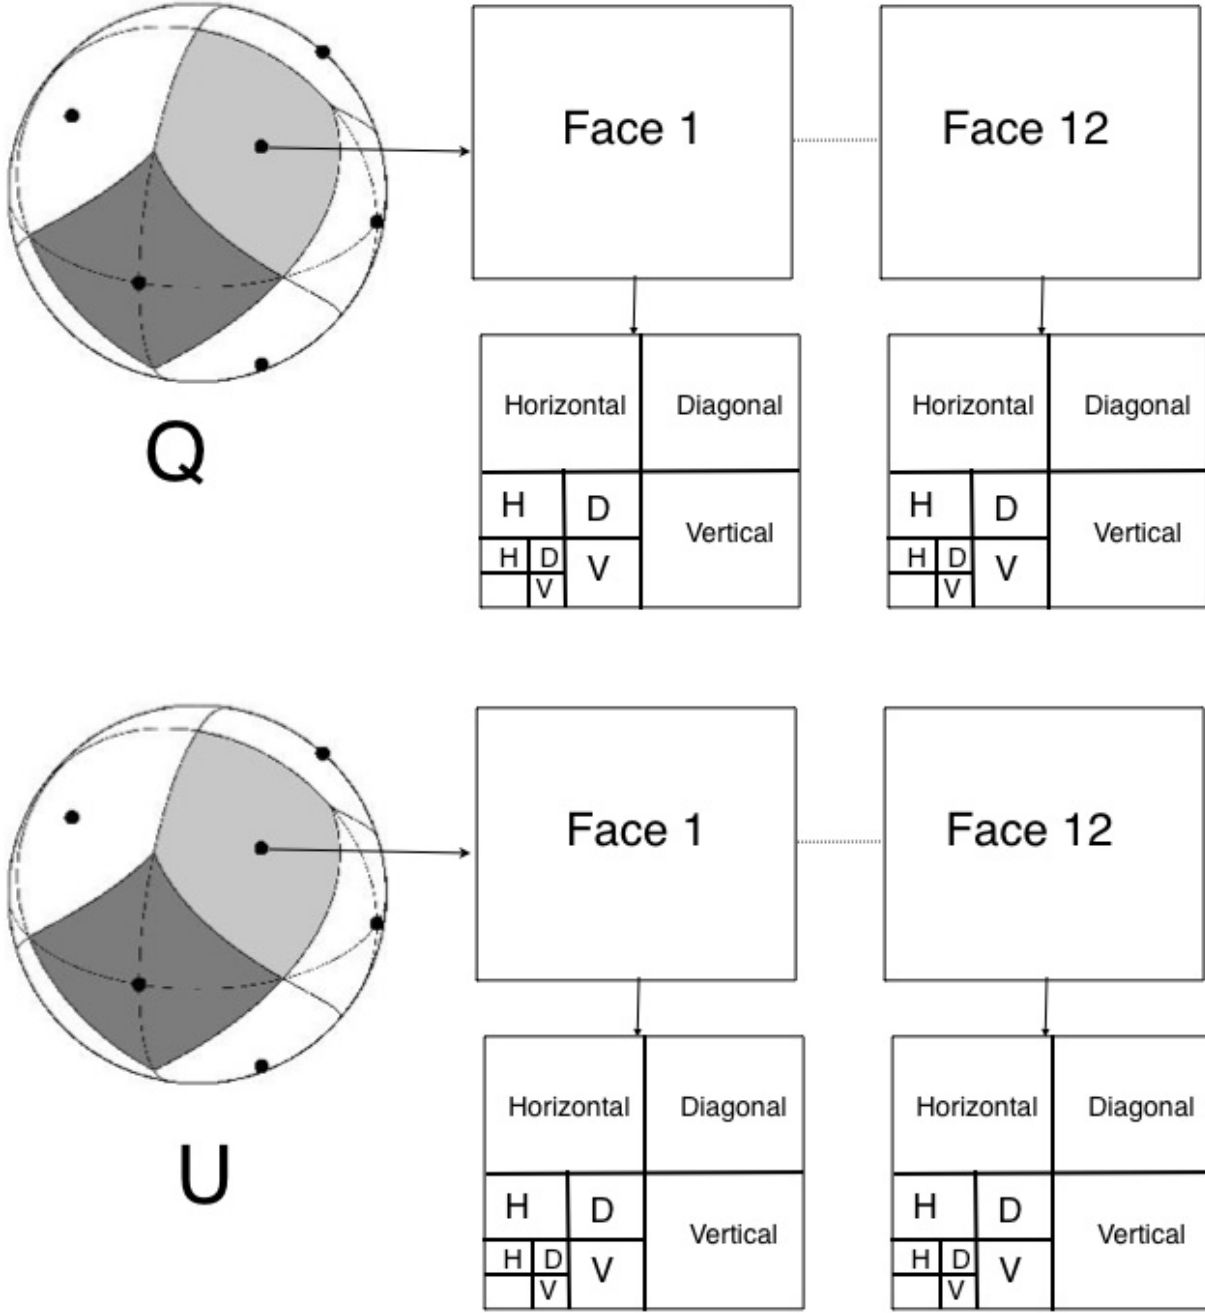 Face 1
Face 12
Horizontal Diagonal
Horizontal Diagonal
Q
H D
Vertical
H D
Vertical
H D
V
V
H D
V
V
Face 1
Face 12
Horizontal Diagonal
Horizontal Diagonal
U
H D
Vertical
H D
Vertical
H D
V
V
H D
V
V